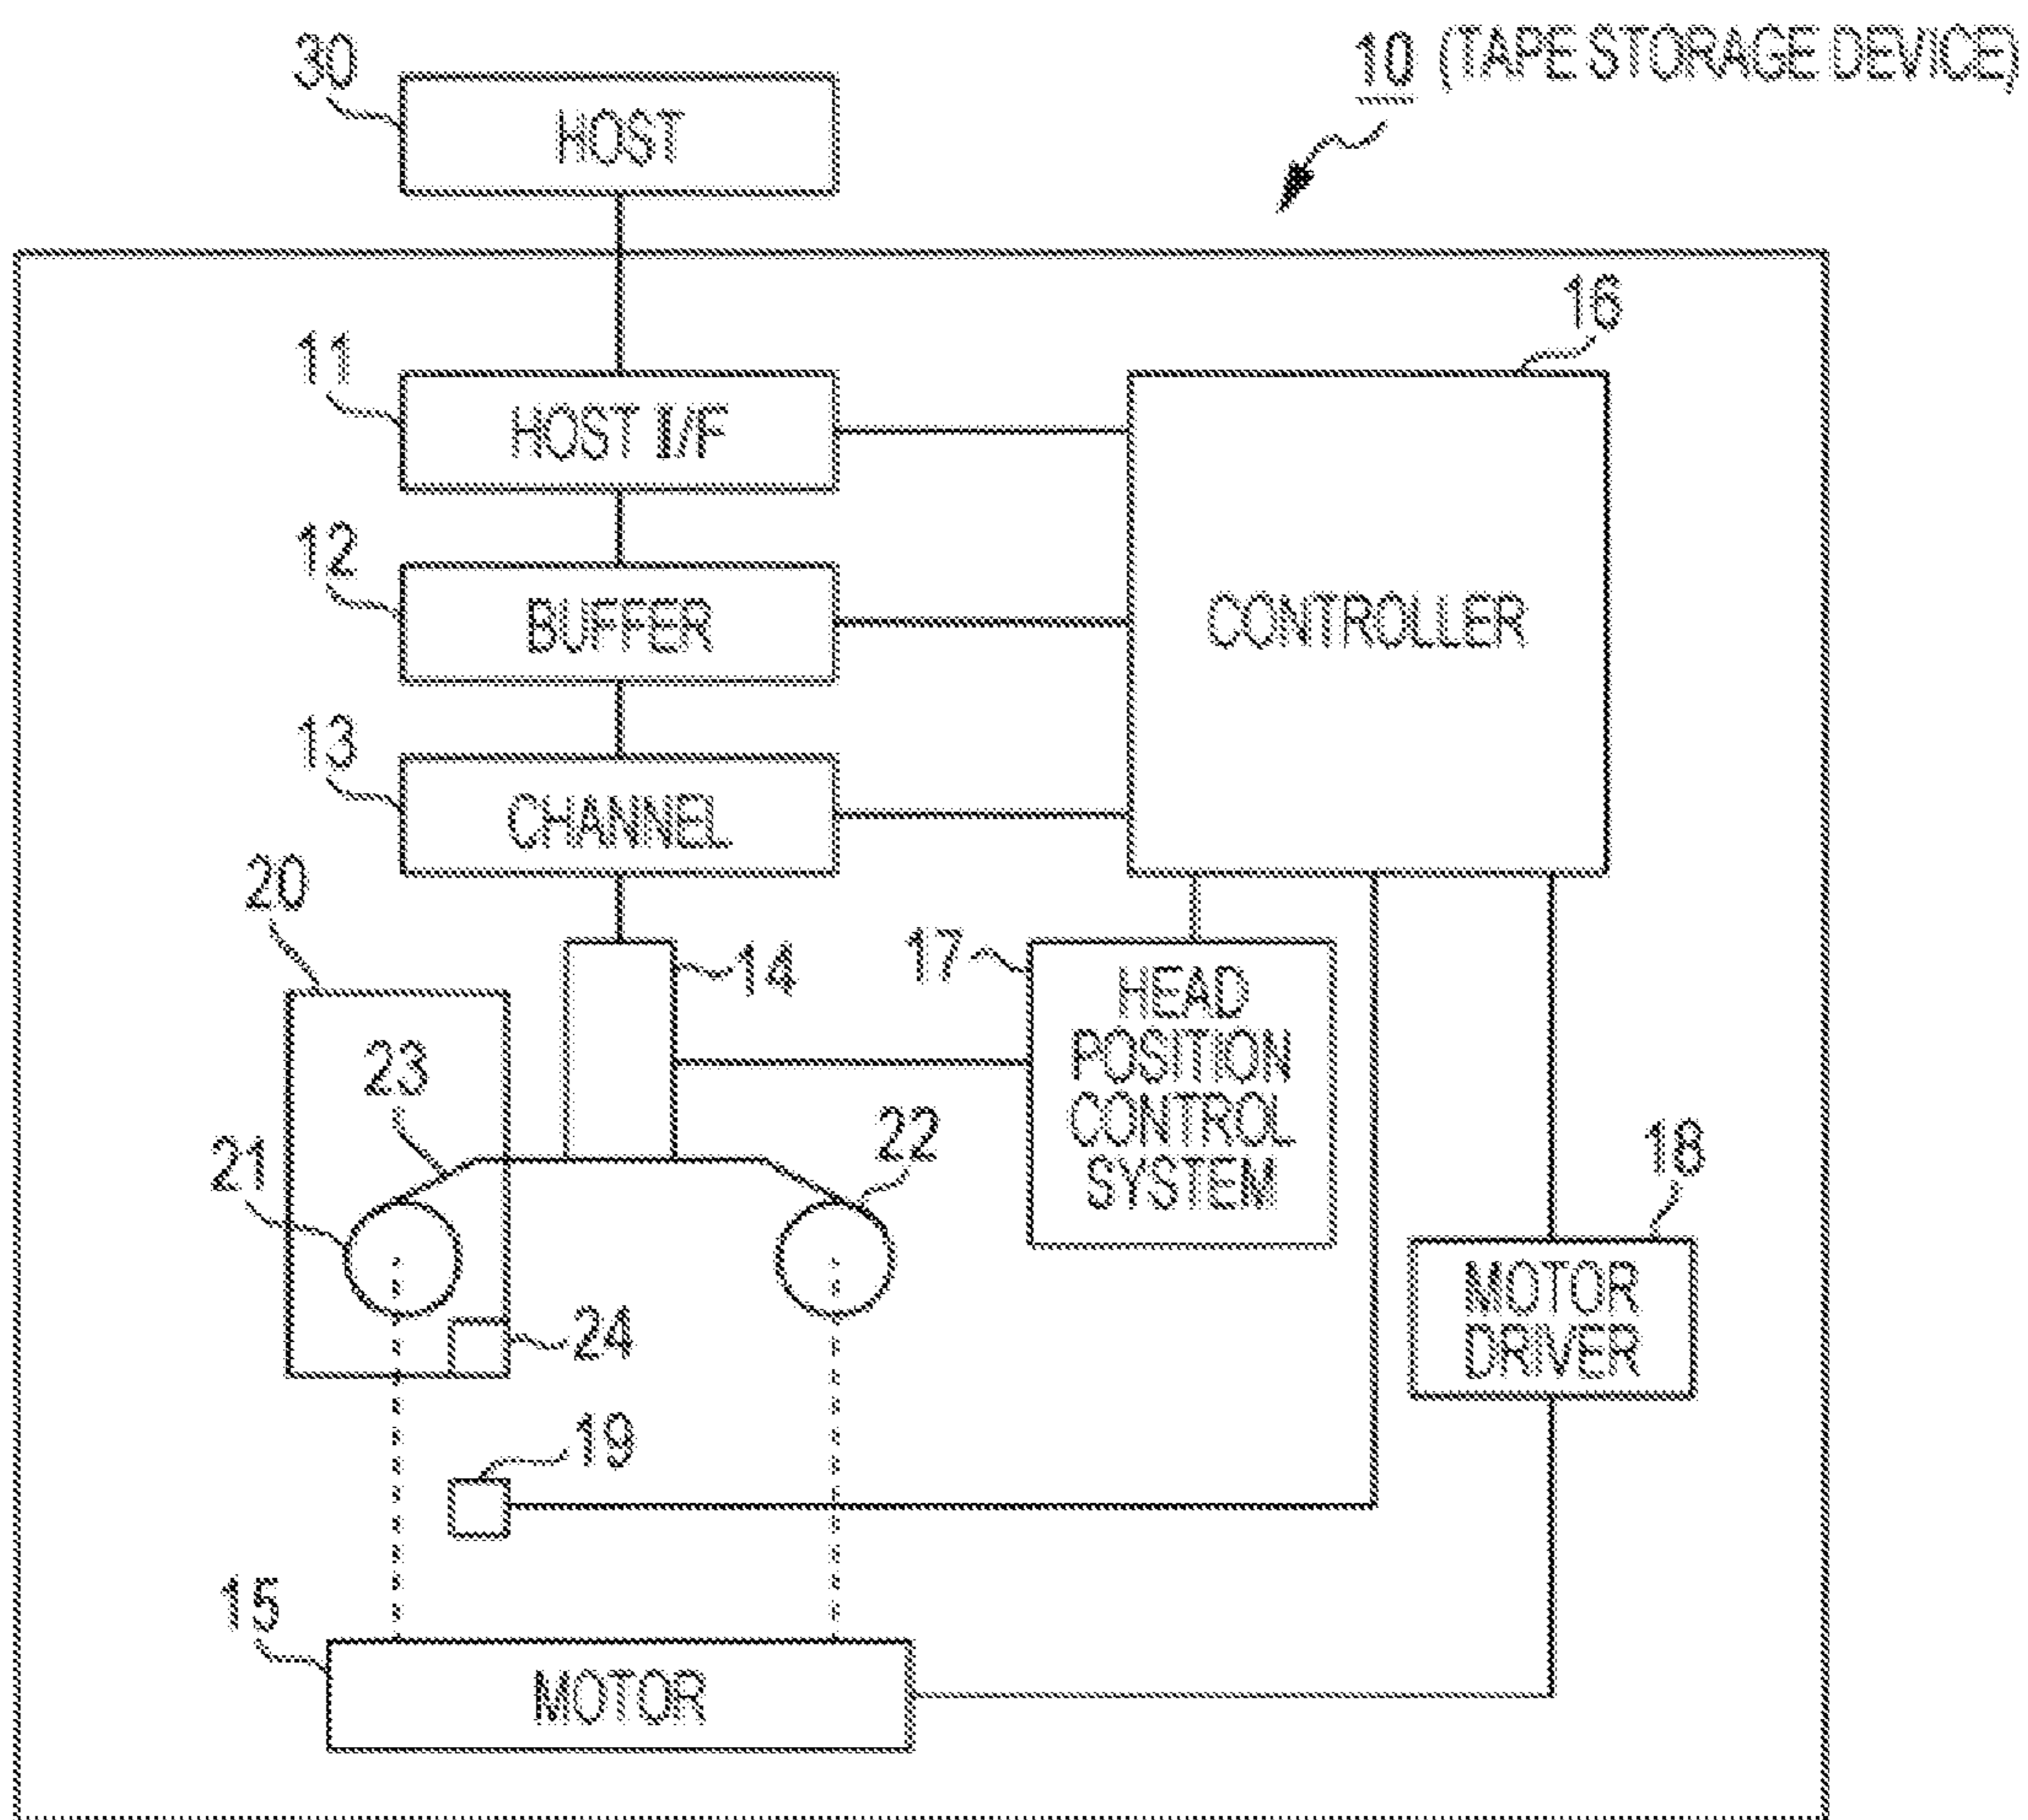 10 (TAPE STORAGE DEVICE)
30
HOST
16
11
HOST I/F
12
BUFFER
CONTROLLER
13
CHANNEL
20
14
17
HEAD
POSITION
CONTROL
SYSTEM
23
22
21
18
MOTOR
DRIVER
24
19
15
MOTOR